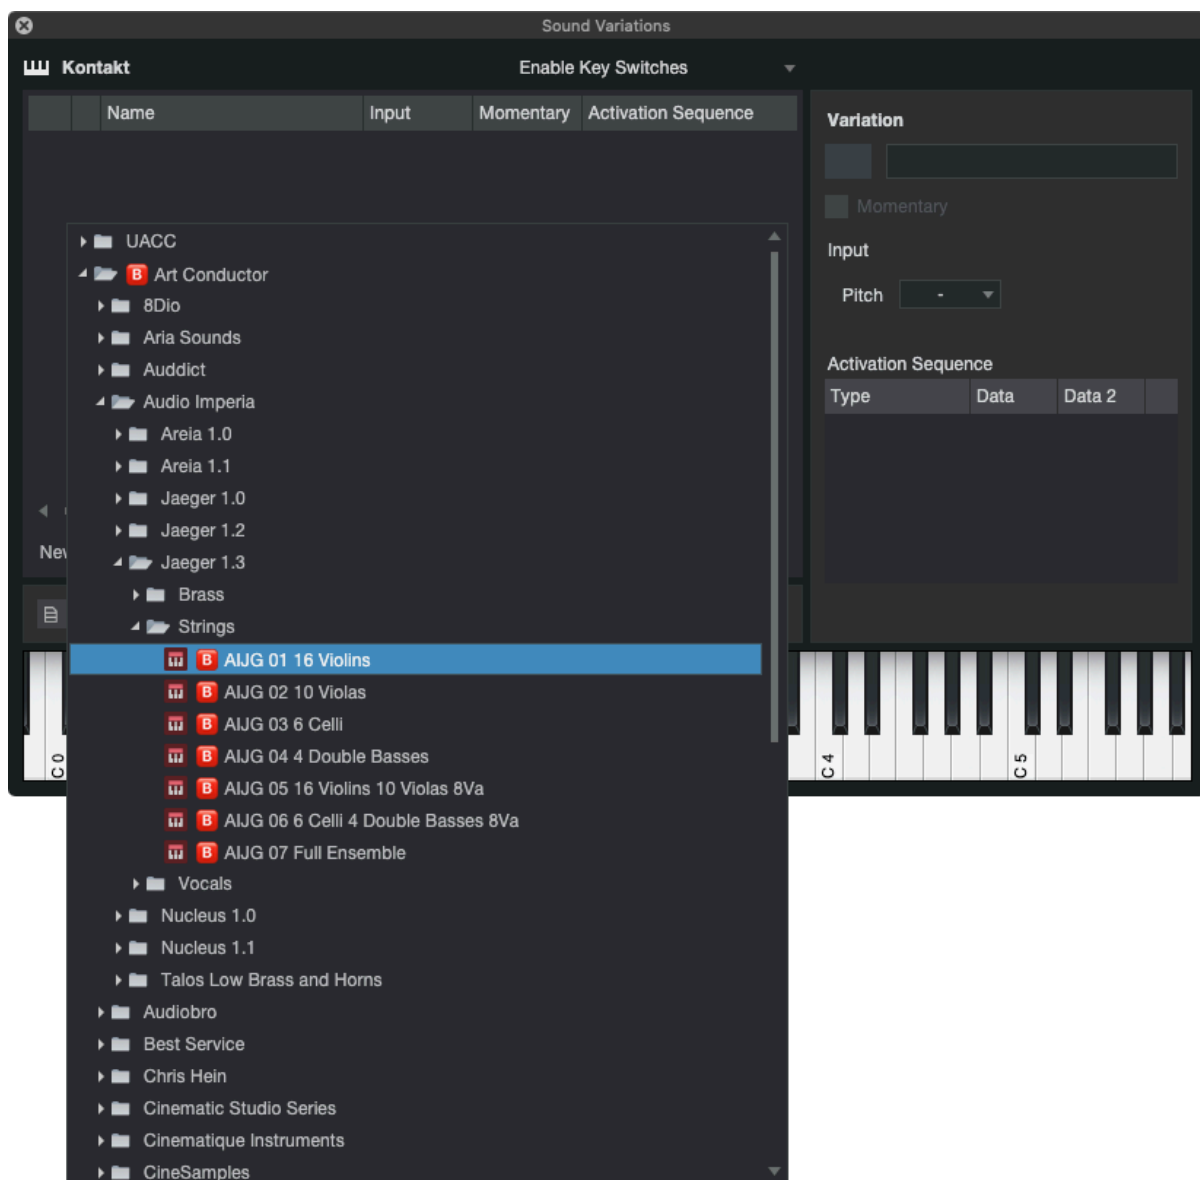 Sound Variations
Kontakt
Enable Key Switches
Name Input Momentary Activation Sequence
Variation
Momentary
Input
Pitch -
Activation Sequence
Type Data Data 2
UACC
B Art Conductor
8Dio
Aria Sounds
Auddict
Audio Imperia
Areia 1.0
Areia 1.1
Jaeger 1.0
Jaeger 1.2
New
Jaeger 1.3
Brass
Strings
B AIJG 01 16 Violins
B AIJG 02 10 Violas
B AIJG 03 6 Celli
B AIJG 04 4 Double Basses
B AIJG 05 16 Violins 10 Violas 8Va
B AIJG 06 6 Celli 4 Double Basses 8Va
B AIJG 07 Full Ensemble
C 0
C 4
C 5
Vocals
Nucleus 1.0
Nucleus 1.1
Talos Low Brass and Horns
Audiobro
Best Service
Chris Hein
Cinematic Studio Series
Cinematique Instruments
CineSamples